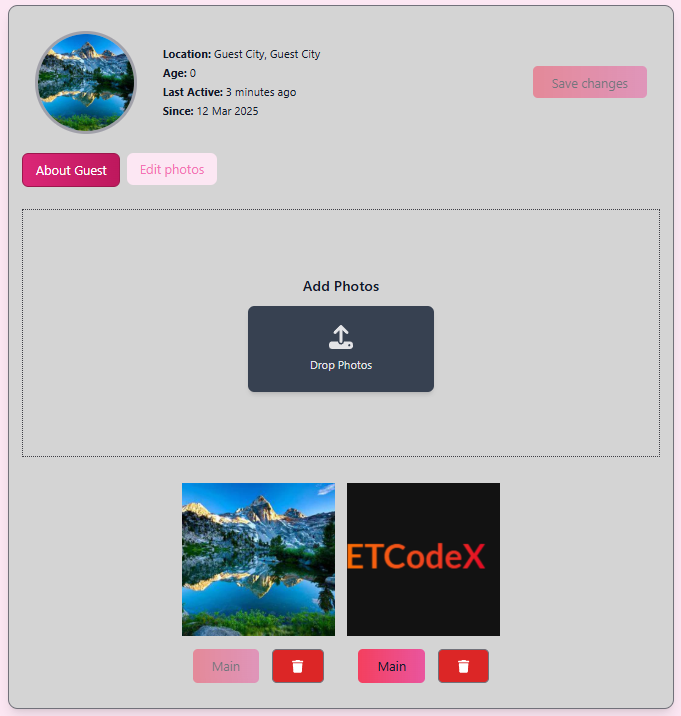 Location: Guest City, Guest City
Age: 0
Last Active: 3 minutes ago
Since: 12 Mar 2025
Save changes
About Guest
Edit photos
Add Photos
Drop Photos
ETCodeX
Main
Main